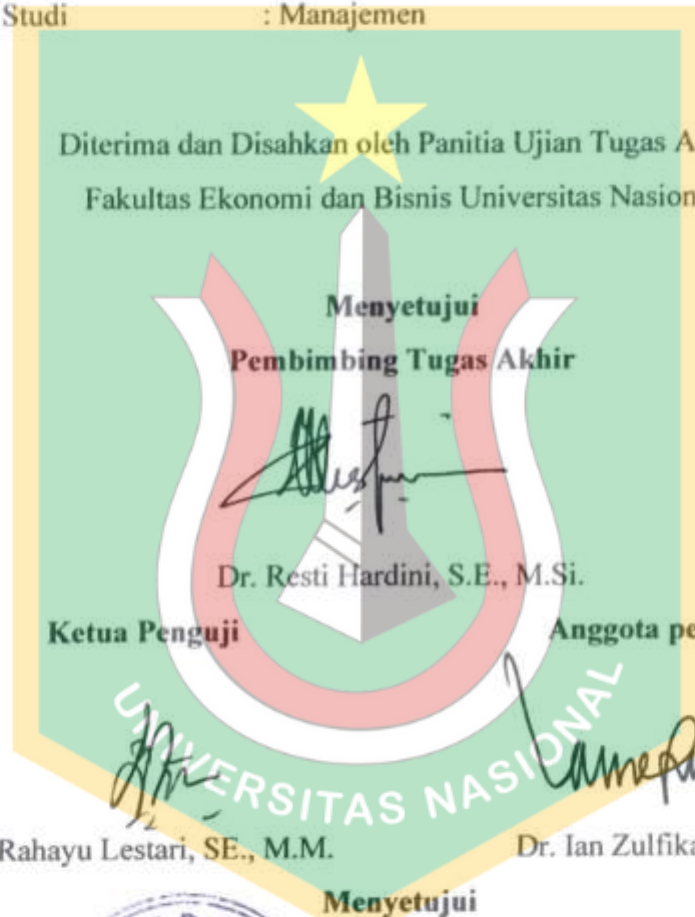 Studi : Manajemen
Diterima dan Disahkan oleh Panitia Ujian Tugas A
Fakultas Ekonomi dan Bisnis Universitas Nasion
Menyetujui
Pembimbing Tugas Akhir
Dr. Resti Hardini, S.E., M.Si.
Ketua Penguji Anggota pe
UNIVERSITAS NASIONAL
Rahayu Lestari, SE., M.M. Dr. Ian Zulfika
Menyetujui